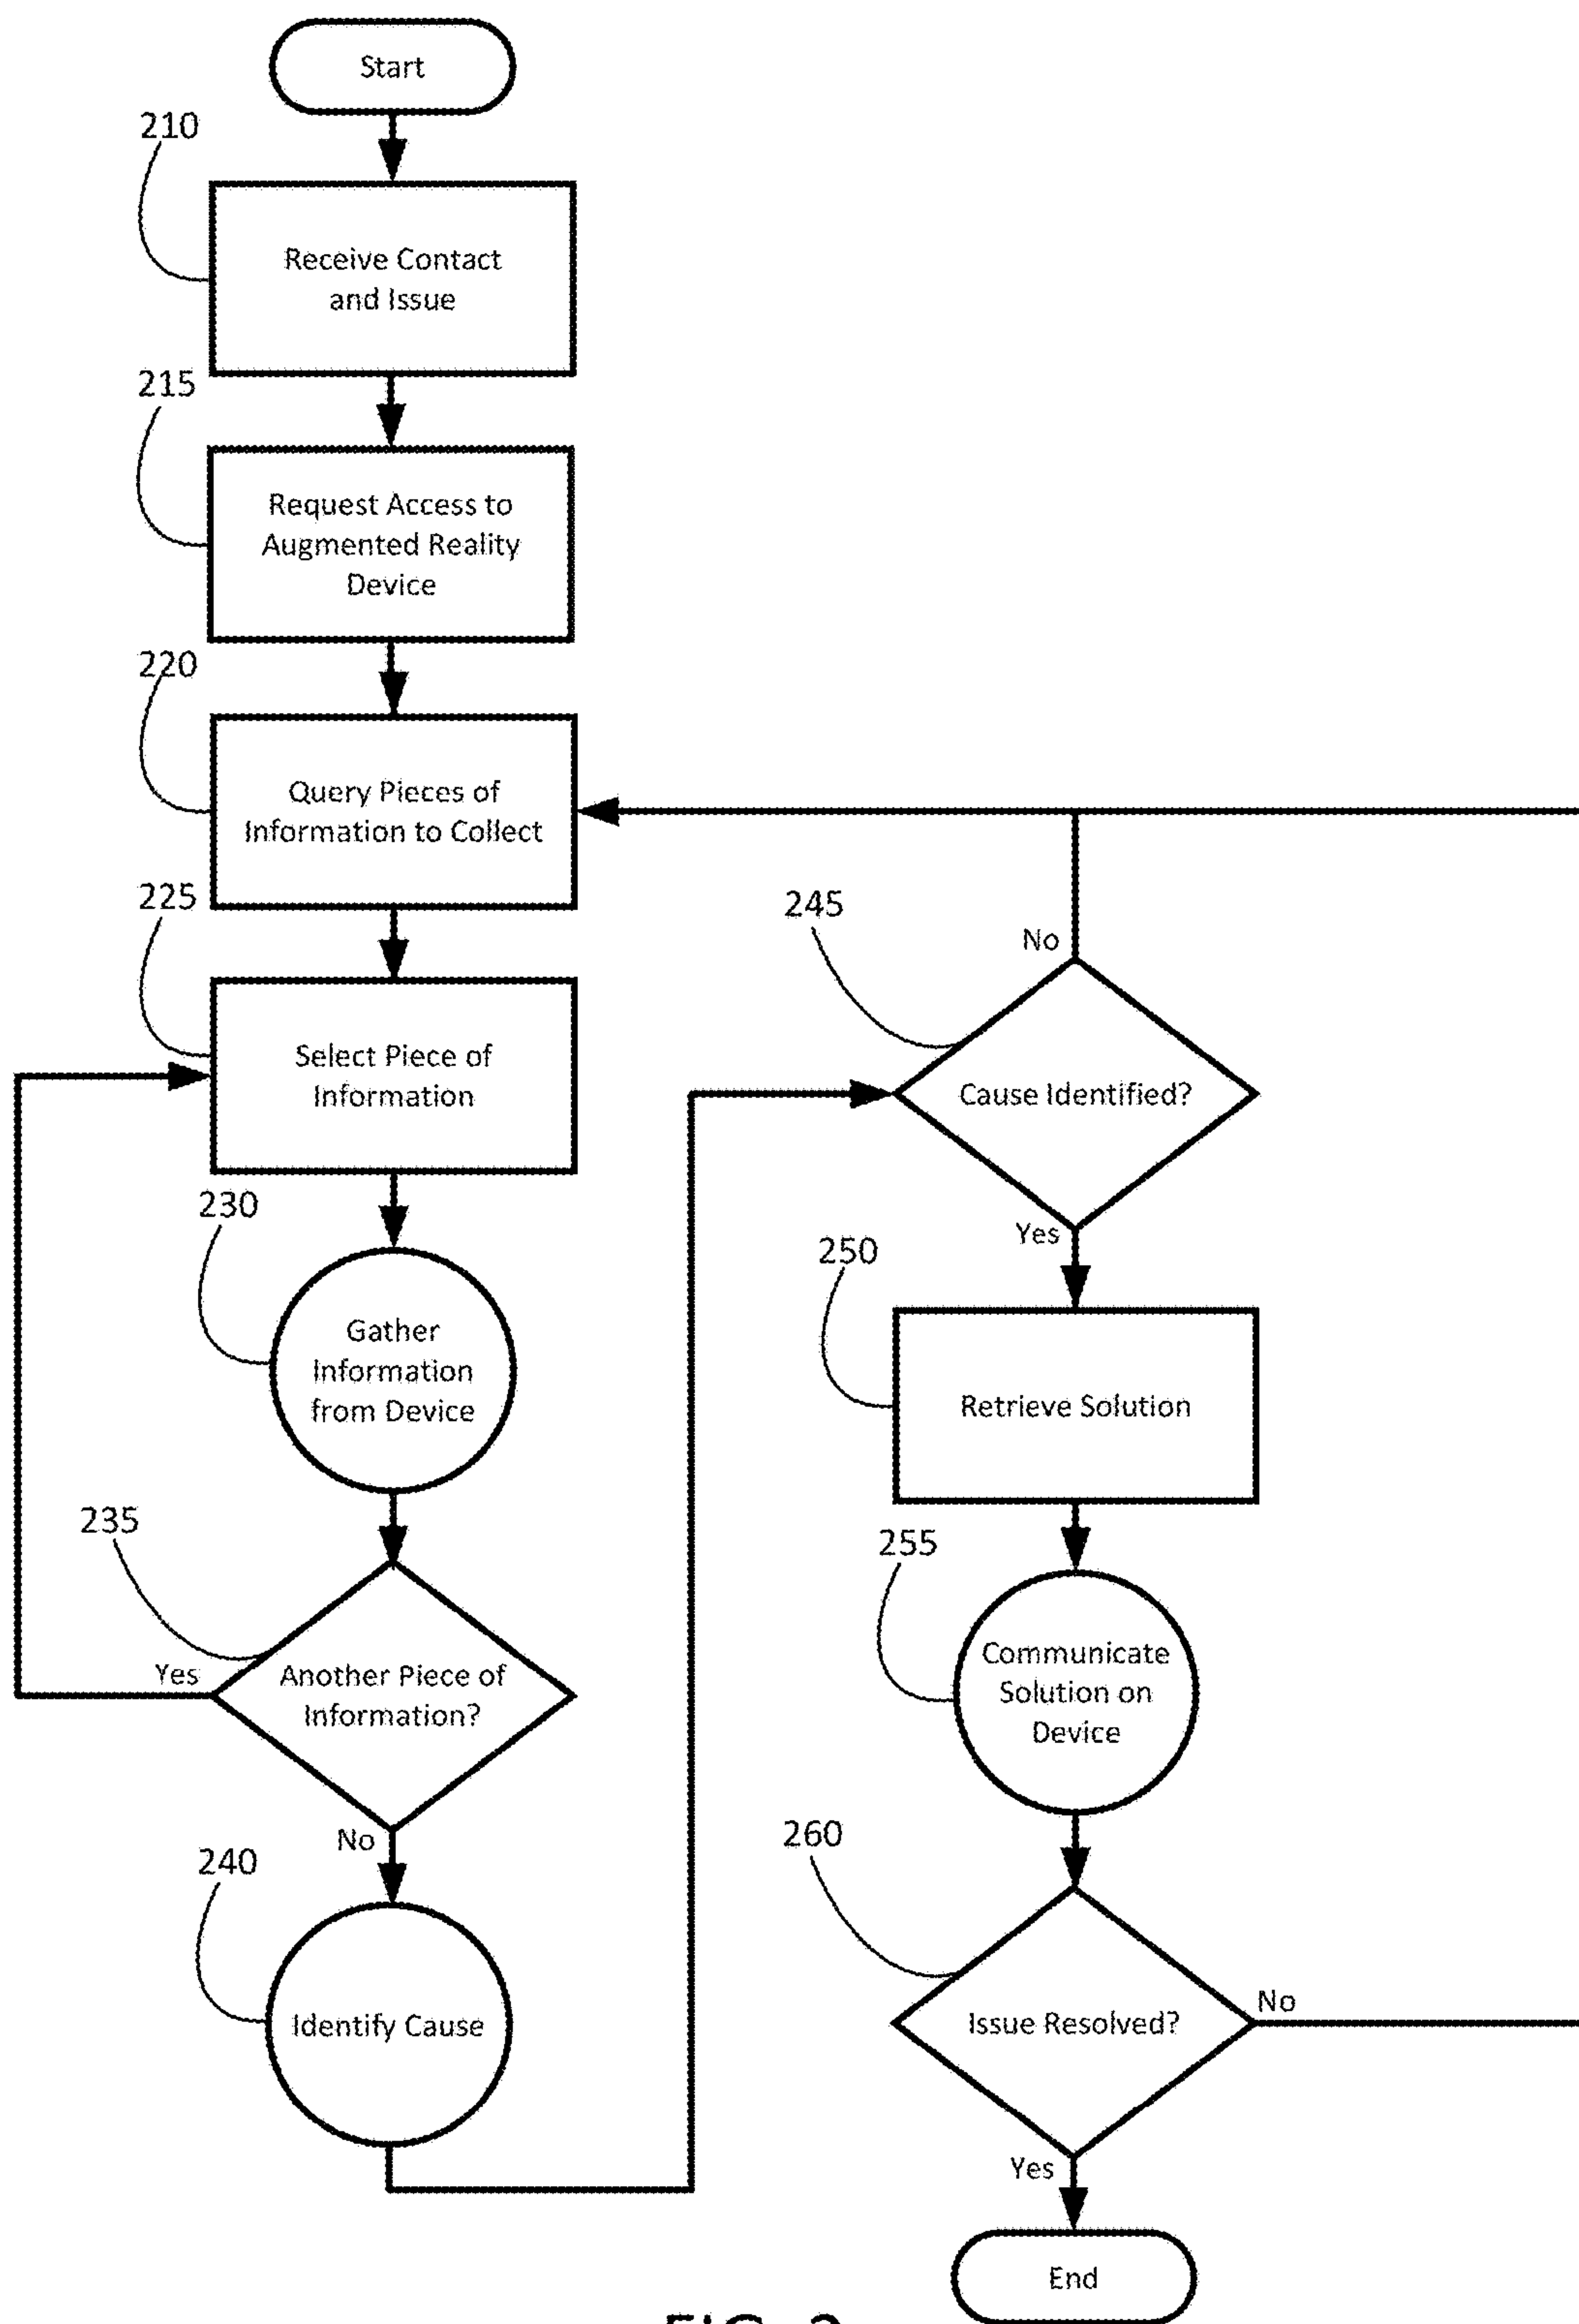 Start
210
Receive Contact
and Issue
215
Request Access to
Augmented Reality
Device
220
Query Pieces of
Information to Collect
225
Select Piece of
Information
230
Gather
Information
from Device
235
Yes
Another Piece of
Information?
No
240
Identify Cause
245
No
Cause Identified?
Yes
250
Retrieve Solution
255
Communicate
Solution on
Device
260
Issue Resolved?
No
Yes
End